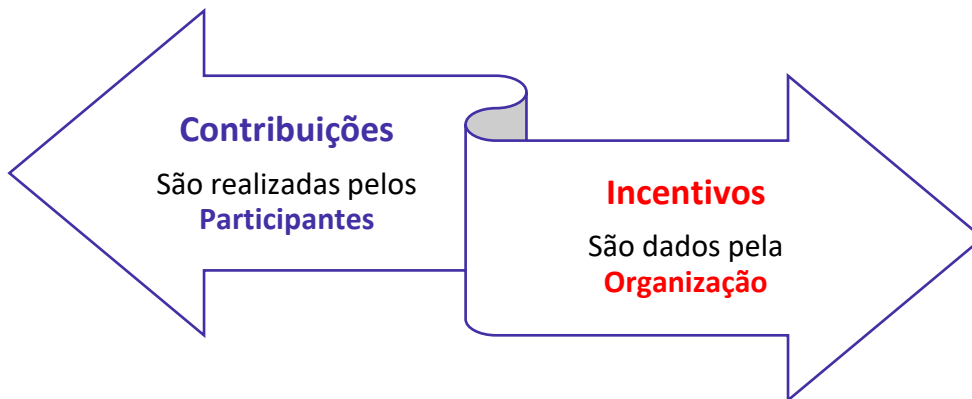 Contribuições
São realizadas pelos
Participantes
Incentivos
São dados pela
Organização